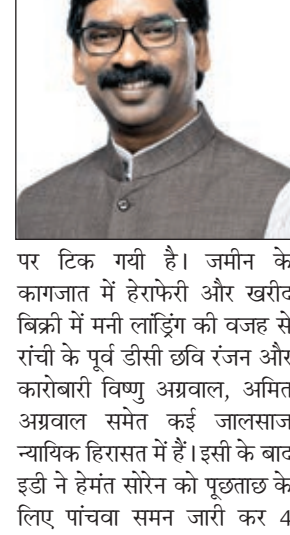 पर टिक गयी है। जमीन के
कागजात में हेराफेरी और खरीद
बिक्री में मनी लांड्रिंग की वजह से
रांची के पूर्व डीसी छवि रंजन और
कारोबारी विष्णु अग्रवाल, अमित
अग्रवाल समेत कई जालसाज
न्यायिक हिरासत में हैं। इसी के बाद
इडी ने हेमंत सोरेन को पूछताछ के
लिए पांचवा समन जारी कर 4